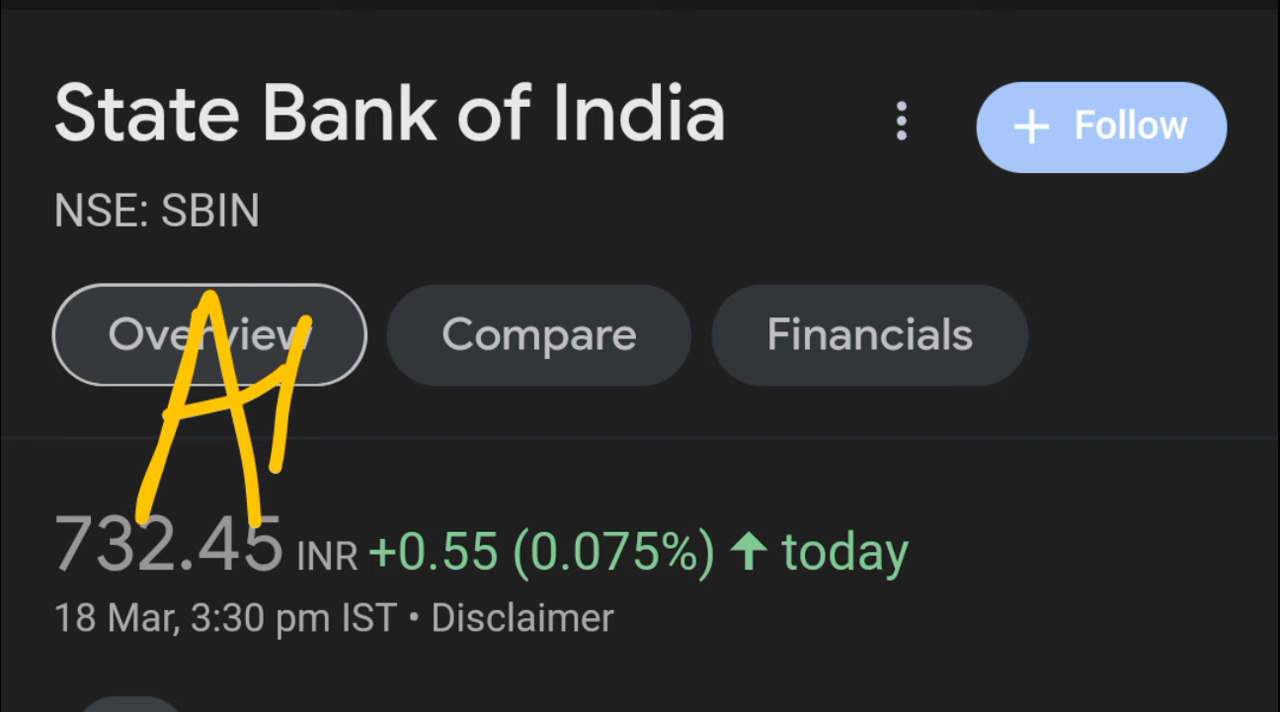 State Bank of India
+ Follow
NSE: SBIN
Overview
Compare
Financials
732.45 INR +0.55 (0.075%) ↑ today
18 Mar, 3:30 pm IST • Disclaimer